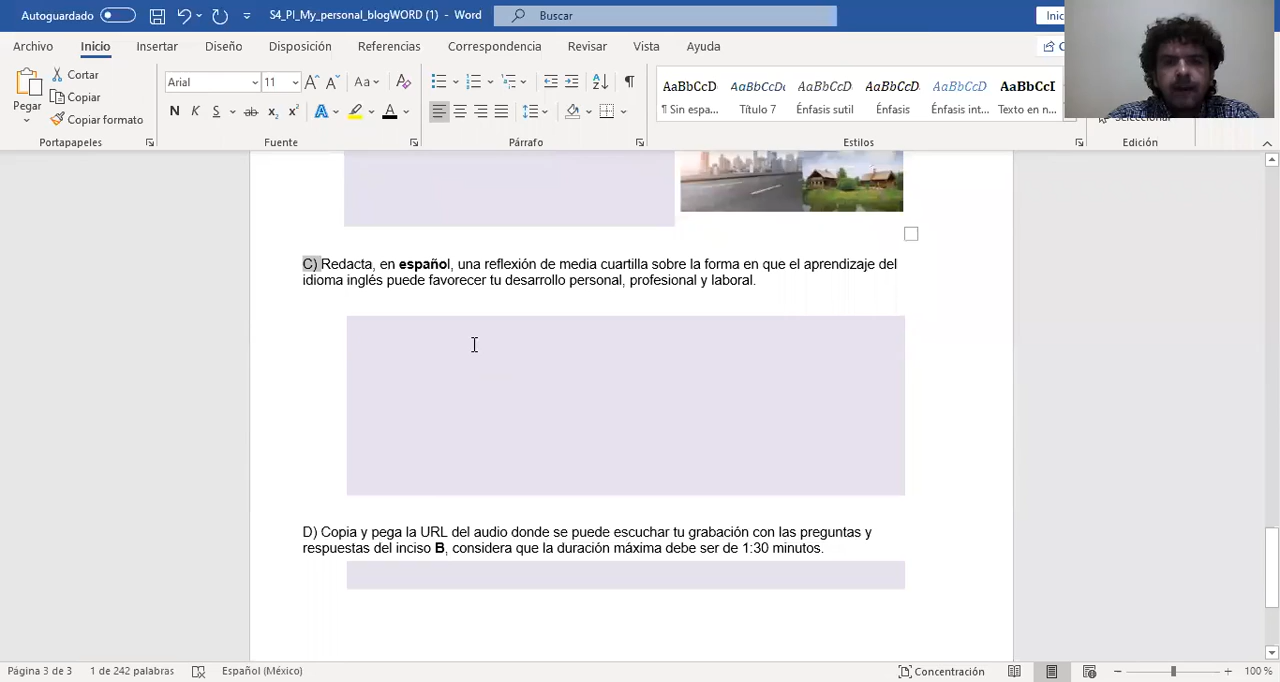 Autoguardado S4_PI_My_personal_blogWORD (1) - Word Buscar Inic
Archivo Inicio Insertar Diseño Disposición Referencias Correspondencia Revisar Vista Ayuda
Pegar
Cortar
Copiar
Copiar formato
Portapapeles
Arial 11 Aa
N K S ab x₂ x² A A
Fuente
Párrafo
AaBbCcD AaBbCcDc AaBbCcD AaBbCcD AaBbCcD AaBbCcI
¶ Sin espa... Título 7 Énfasis sutil Énfasis Énfasis int... Texto en n...
Estilos
Seleccionar
Edición
C) Redacta, en español, una reflexión de media cuartilla sobre la forma en que el aprendizaje del
idioma inglés puede favorecer tu desarrollo personal, profesional y laboral.
D) Copia y pega la URL del audio donde se puede escuchar tu grabación con las preguntas y
respuestas del inciso B, considera que la duración máxima debe ser de 1:30 minutos.
Página 3 de 3 1 de 242 palabras Español (México) Concentración 100 %